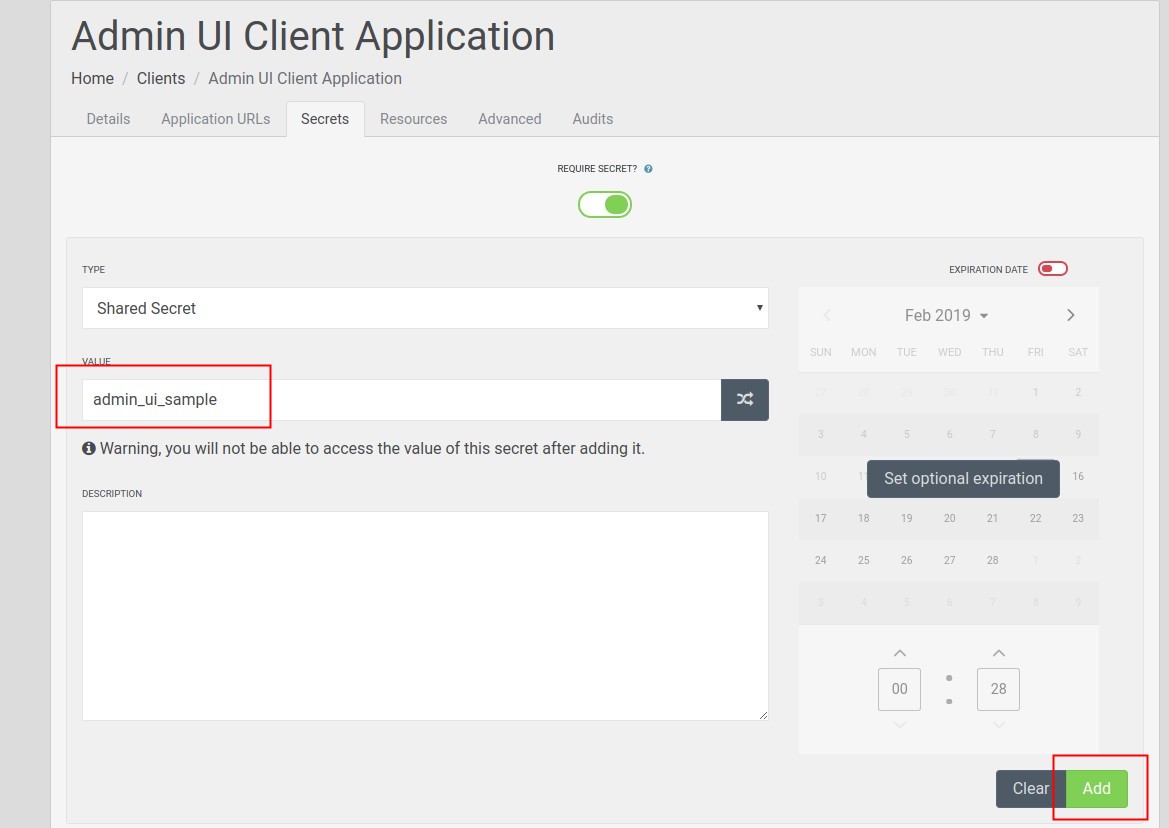 Admin UI Client Application
Home / Clients / Admin UI Client Application
Details Application URLs Secrets Resources Advanced Audits
REQUIRE SECRET? ?
TYPE
Shared Secret
VALUE
admin_ui_sample
Warning, you will not be able to access the value of this secret after adding it.
DESCRIPTION
EXPIRATION DATE
Feb 2019
SUN MON TUE WED THU FRI SAT
27 28 29 30 31 1 2
3 4 5 6 7 8 9
10 16
Set optional expiration
17 18 19 20 21 22 23
24 25 26 27 28 1 2
3 4 5 6 7 8 9
00 : 28
Clear Add